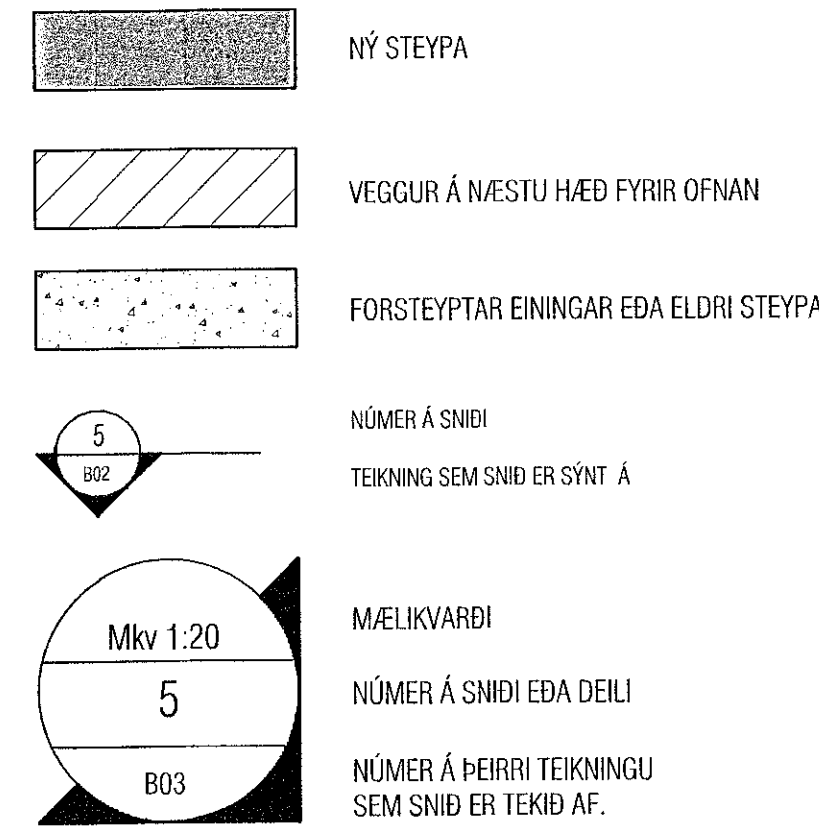 NÝ STEYPA
VEGGUR Á NÆSTU HÆÐ FYRIR OFNAN
FORSTEYPTAR EININGAR EÐA ELDRI STEYPA
5
NÚMER Á SNIÐI
B02
TEIKNING SEM SNIÐ ER SÝNT Á
Mkv 1:20
MÆLIKVARÐI
5
NÚMER Á SNIÐI EÐA DEILI
B03
NÚMER Á ÞEIRRI TEIKNINGU
SEM SNIÐ ER TEKIÐ AF.